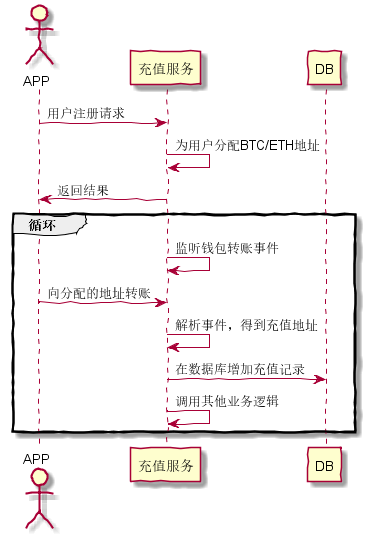 APP
充值服务
DB
用户注册请求
为用户分配BTC/ETH地址
返回结果
循环
监听钱包转账事件
向分配的地址转账
解析事件，得到充值地址
在数据库增加充值记录
调用其他业务逻辑
APP
充值服务
DB